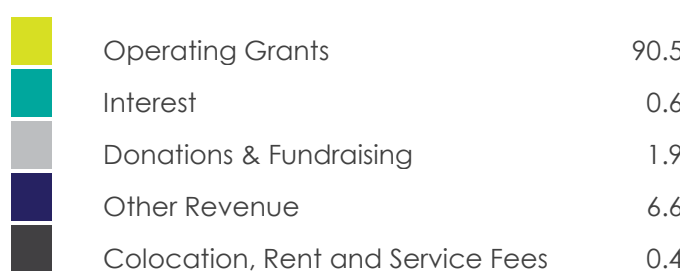 Operating Grants 90.5
Interest 0.6
Donations & Fundraising 1.9
Other Revenue 6.6
Colocation, Rent and Service Fees 0.4